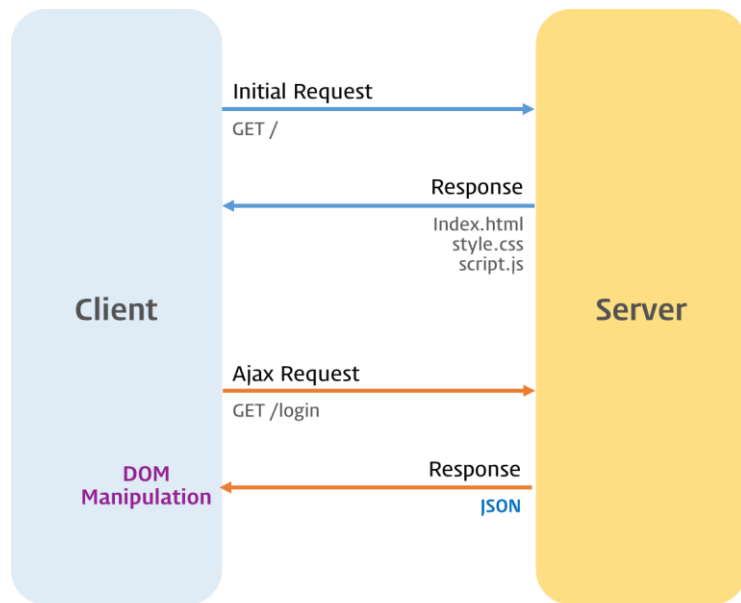 Initial Request
GET /
Response
Index.html
style.css
script.js
Client
Server
Ajax Request
GET /login
DOM
Manipulation
Response
JSON